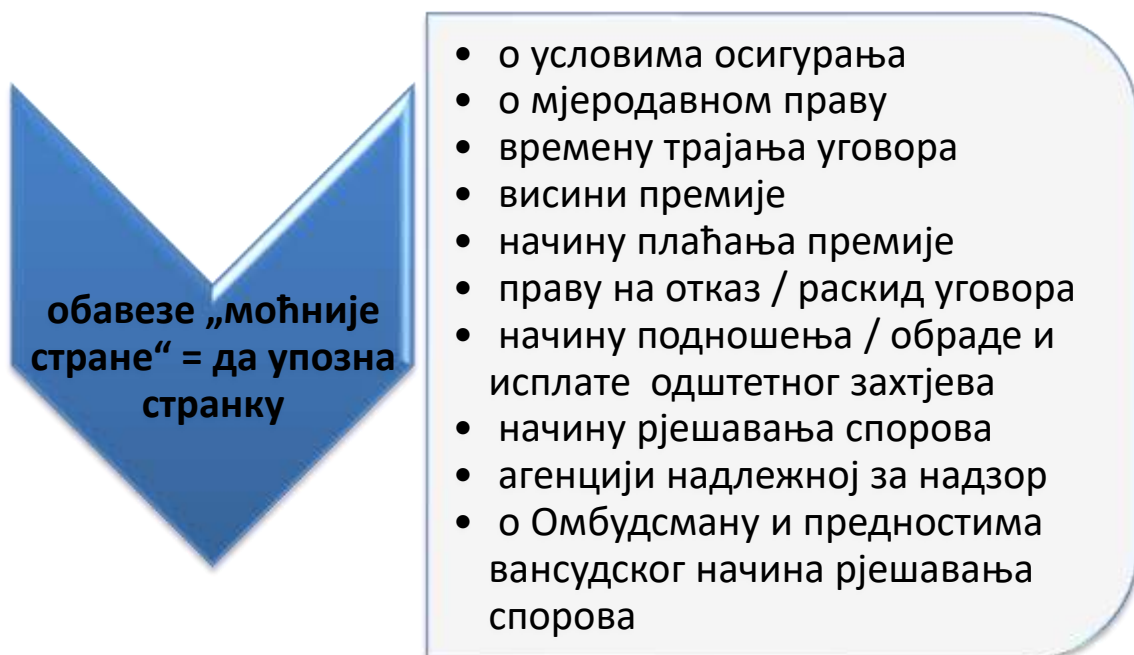 обавезе „моћније
стране“ = да упозна
странку
• о условима осигурања
• о мјеродавном праву
• времену трајања уговора
• висини премије
• начину плаћања премије
• праву на отказ / раскид уговора
• начину подношења / обраде и
исплате одштетног захтјева
• начину рјешавања спорова
• агенцији надлежној за надзор
• о Омбудсману и предностима
вансудског начина рјешавања
спорова